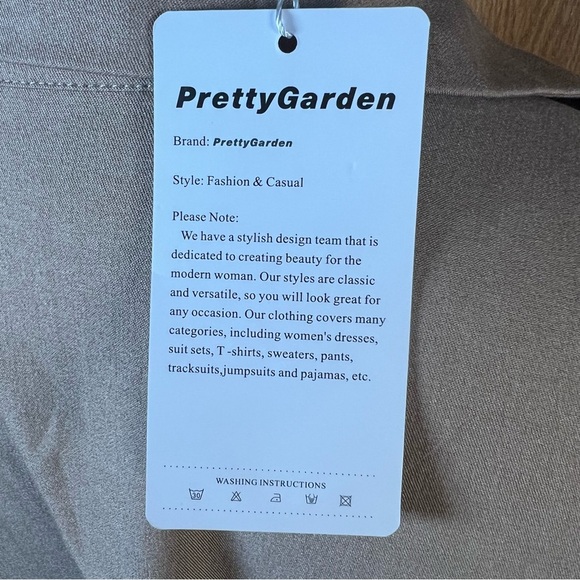 PrettyGarden
Brand: PrettyGarden
Style: Fashion & Casual
Please Note:
We have a stylish design team that is
dedicated to creating beauty for the
modern woman. Our styles are classic
and versatile, so you will look great for
any occasion. Our clothing covers many
categories, including women's dresses,
suit sets, T -shirts, sweaters, pants,
tracksuits,jumpsuits and pajamas, etc.
WASHING INSTRUCTIONS
30